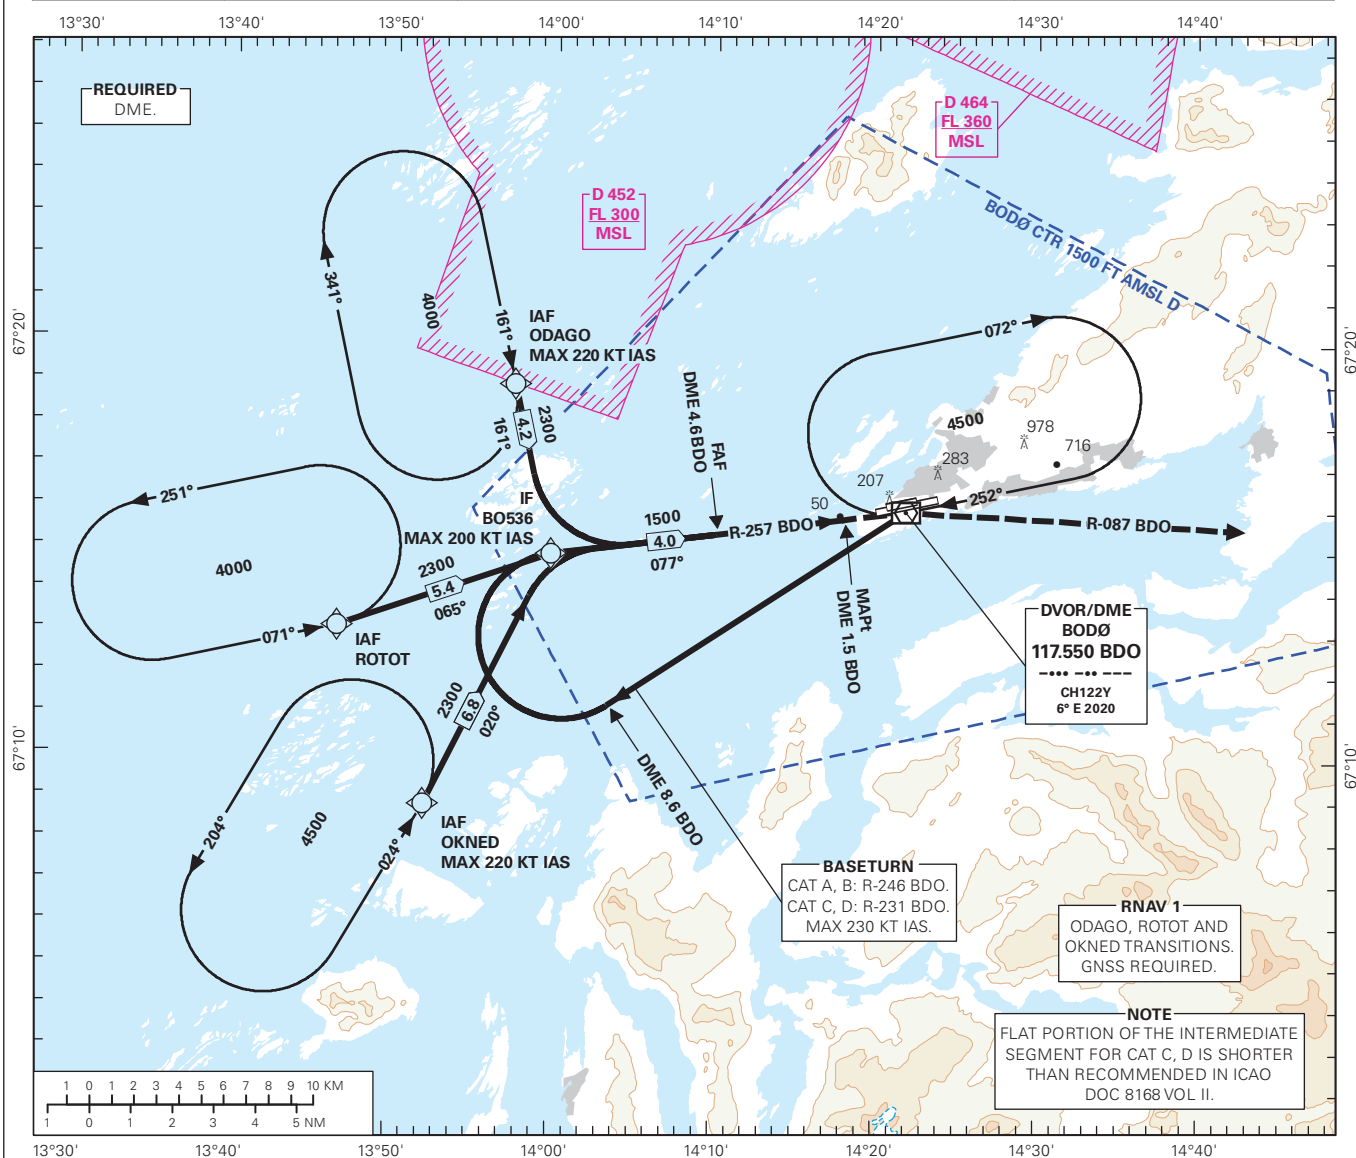 13°30' 13°40' 13°50' 14°00' 14°10' 14°20' 14°30' 14°40'
REQUIRED
DME.
D 464
FL 360
MSL
D 452
FL 300
MSL
BODØ CTR 1500 FT AMSL D
67°20'
67°20'
341°
4000
161°
IAF
ODAGO
MAX 220 KT IAS
072°
4.2
2300
161°
DME 4.6 BDO
FAF
4500
978
716
283
207
50
252°
251°
IF
BO536
MAX 200 KT IAS
1500
4.0
077°
R-257 BDO
R-087 BDO
4000
2300
5.4
065°
071°
IAF
ROTOT
MAPt
DME 1.5 BDO
DVOR/DME
BODØ
117.550 BDO
–••• –•• –––
CH122Y
6° E 2020
2300
6.8
020°
67°10'
67°10'
DME 8.6 BDO
204°
4500
024°
IAF
OKNED
MAX 220 KT IAS
BASETURN
CAT A, B: R-246 BDO.
CAT C, D: R-231 BDO.
MAX 230 KT IAS.
RNAV 1
ODAGO, ROTOT AND
OKNED TRANSITIONS.
GNSS REQUIRED.
NOTE
FLAT PORTION OF THE INTERMEDIATE
SEGMENT FOR CAT C, D IS SHORTER
THAN RECOMMENDED IN ICAO
DOC 8168 VOL II.
1 0 1 2 3 4 5 6 7 8 9 10 KM
1 0 1 2 3 4 5 NM
13°30' 13°40' 13°50' 14°00' 14°10' 14°20' 14°30' 14°40'